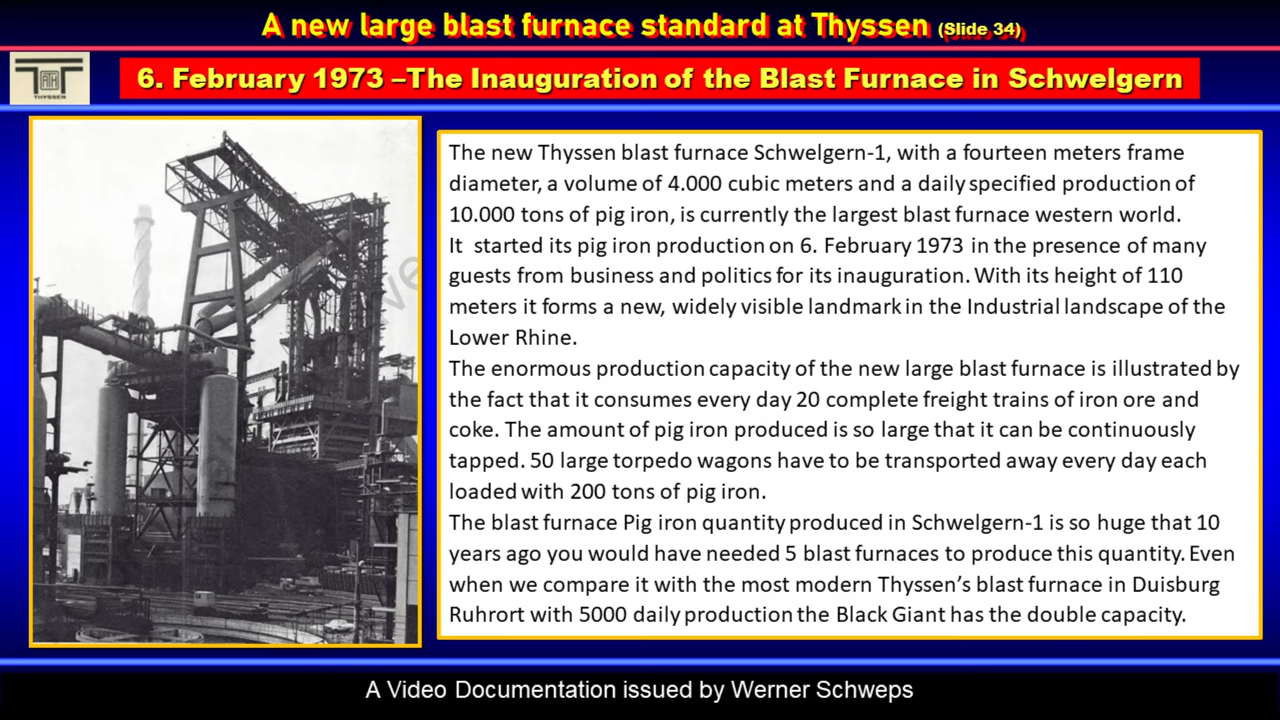 A new large blast furnace standard at Thyssen (Slide 34)
ATH
THYSSEN
6. February 1973 –The Inauguration of the Blast Furnace in Schwelgern
The new Thyssen blast furnace Schwelgern-1, with a fourteen meters frame
diameter, a volume of 4.000 cubic meters and a daily specified production of
10.000 tons of pig iron, is currently the largest blast furnace western world.
It started its pig iron production on 6. February 1973 in the presence of many
guests from business and politics for its inauguration. With its height of 110
meters it forms a new, widely visible landmark in the Industrial landscape of the
Lower Rhine.
The enormous production capacity of the new large blast furnace is illustrated by
the fact that it consumes every day 20 complete freight trains of iron ore and
coke. The amount of pig iron produced is so large that it can be continuously
tapped. 50 large torpedo wagons have to be transported away every day each
loaded with 200 tons of pig iron.
The blast furnace Pig iron quantity produced in Schwelgern-1 is so huge that 10
years ago you would have needed 5 blast furnaces to produce this quantity. Even
when we compare it with the most modern Thyssen's blast furnace in Duisburg
Ruhrort with 5000 daily production the Black Giant has the double capacity.
A Video Documentation issued by Werner Schweps